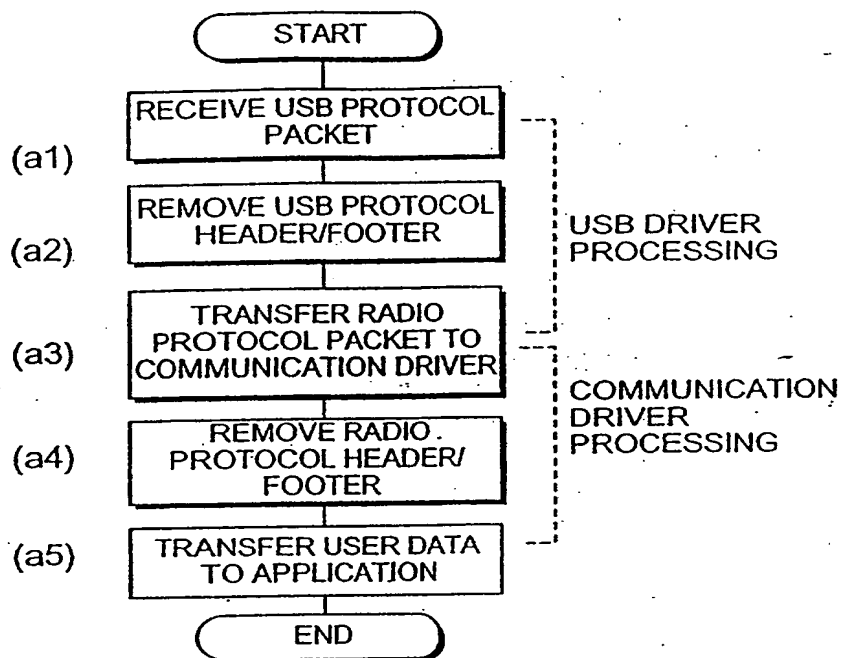 START
RECEIVE USB PROTOCOL
PACKET
(a1)
REMOVE USB PROTOCOL
HEADER/FOOTER
(a2)
USB DRIVER
PROCESSING
TRANSFER RADIO
PROTOCOL PACKET TO
COMMUNICATION DRIVER
(a3)
COMMUNICATION
DRIVER
PROCESSING
REMOVE RADIO
PROTOCOL HEADER/
FOOTER
(a4)
TRANSFER USER DATA
TO APPLICATION
(a5)
END